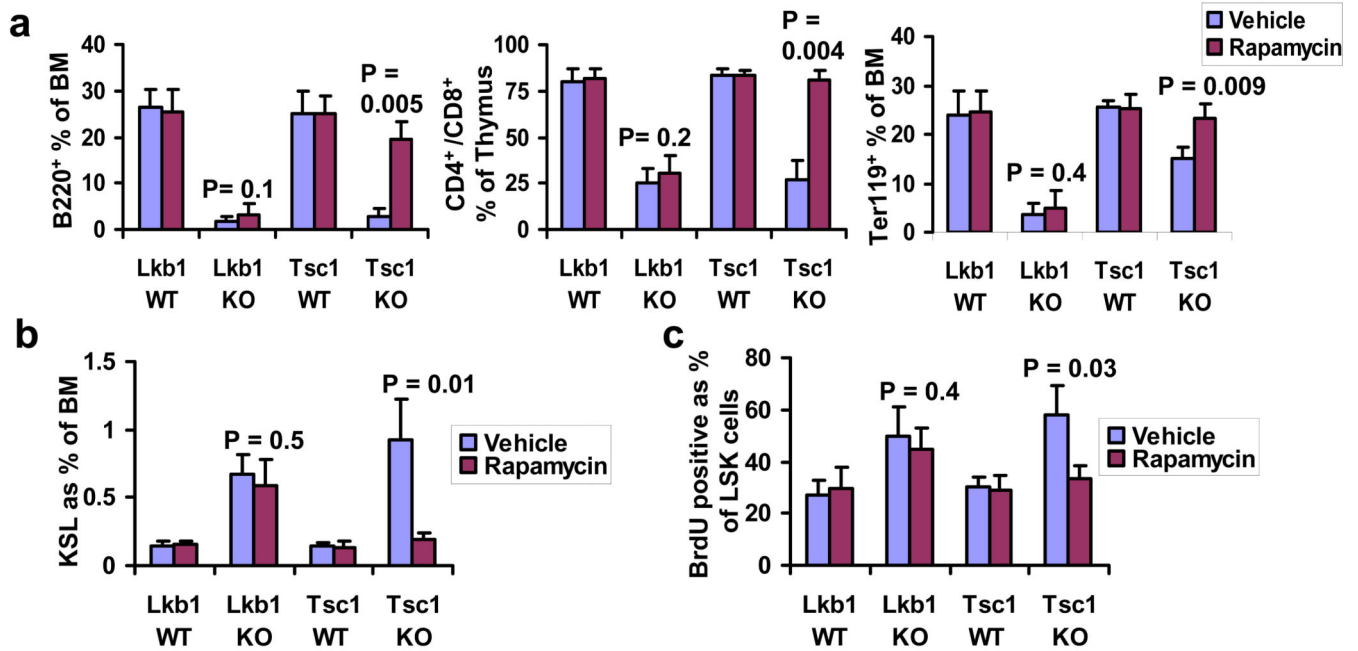 a
B220⁺ % of BM
40
30
20
10
0
P =
0.005
P= 0.1
Lkb1 Lkb1 Tsc1 Tsc1
WT KO WT KO
CD4⁺/CD8⁺
% of Thymus
100
75
50
25
0
P =
0.004
P= 0.2
Lkb1 Lkb1 Tsc1 Tsc1
WT KO WT KO
Ter119⁺ % of BM
40
30
20
10
0
P = 0.009
P = 0.4
Lkb1 Lkb1 Tsc1 Tsc1
WT KO WT KO
Vehicle
Rapamycin
b
KSL as % of BM
1.5
1
0.5
0
P = 0.01
P = 0.5
Lkb1 Lkb1 Tsc1 Tsc1
WT KO WT KO
Vehicle
Rapamycin
c
BrdU positive as %
of LSK cells
80
60
40
20
0
P = 0.03
P = 0.4
Lkb1 Lkb1 Tsc1 Tsc1
WT KO WT KO
Vehicle
Rapamycin